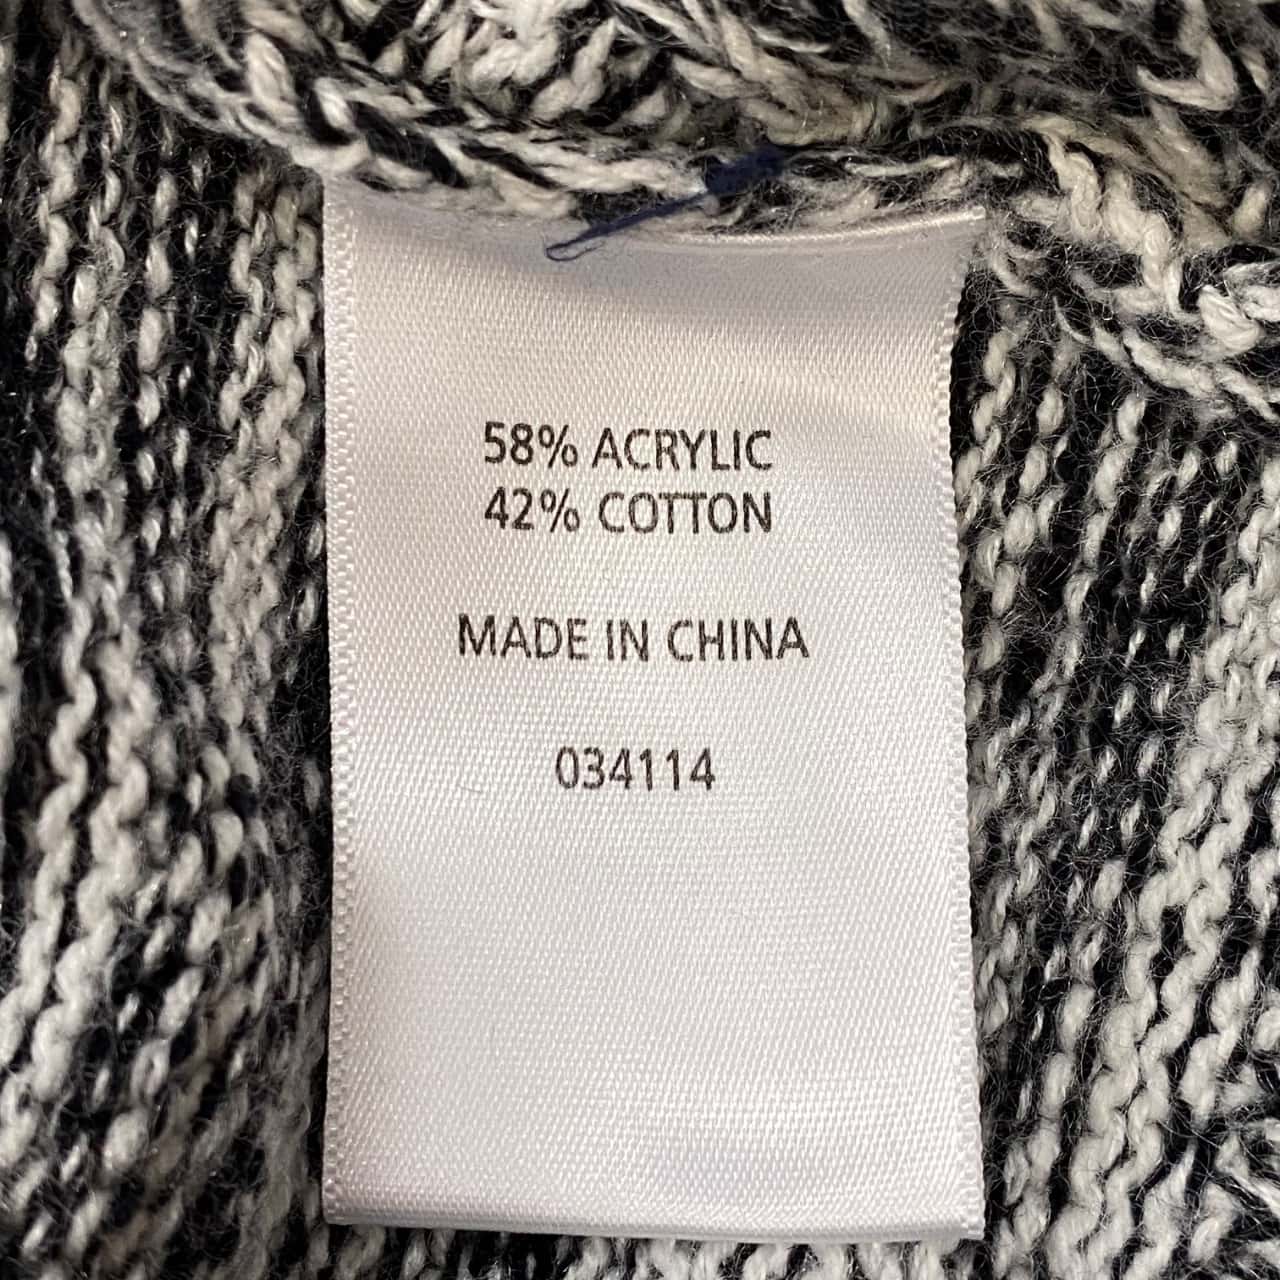 58% ACRYLIC
42% COTTON
MADE IN CHINA
034114